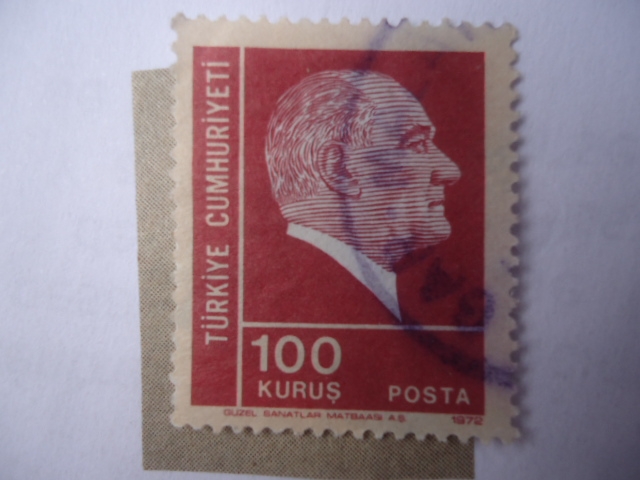 TÜRKİYE CUMHURİYETİ
100
KURUŞ POSTA
GÜZEL SANATLAR MATBAASI A.Ş. 1972